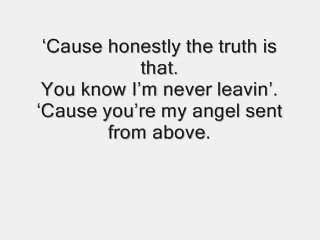 ‘Cause honestly the truth is
that.
You know I’m never leavin’.
‘Cause you’re my angel sent
from above.